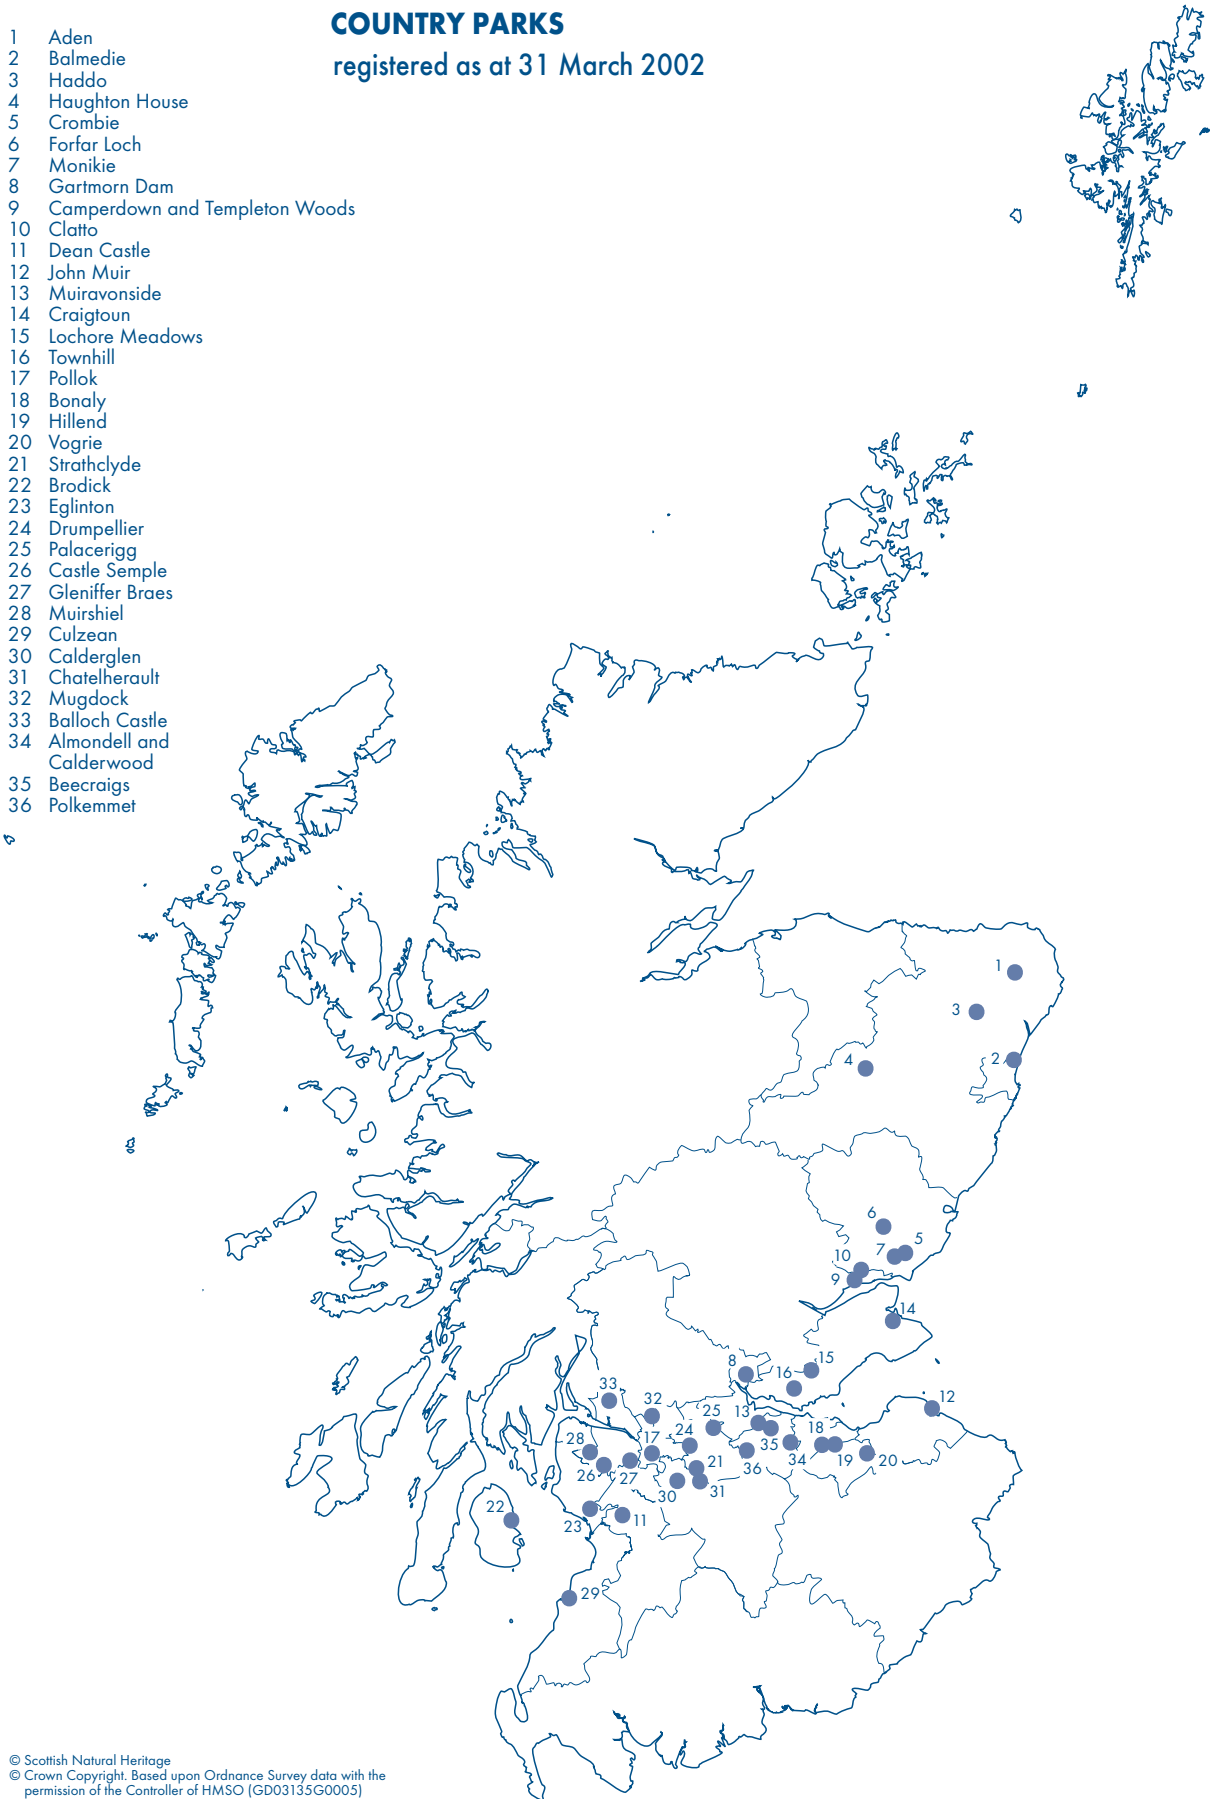 COUNTRY PARKS
registered as at 31 March 2002
1 Aden
2 Balmedie
3 Haddo
4 Haughton House
5 Crombie
6 Forfar Loch
7 Monikie
8 Gartmorn Dam
9 Camperdown and Templeton Woods
10 Clatto
11 Dean Castle
12 John Muir
13 Muiravonside
14 Craigtoun
15 Lochore Meadows
16 Townhill
17 Pollok
18 Bonaly
19 Hillend
20 Vogrie
21 Strathclyde
22 Brodick
23 Eglinton
24 Drumpellier
25 Palacerigg
26 Castle Semple
27 Gleniffer Braes
28 Muirshiel
29 Culzean
30 Calderglen
31 Chatelherault
32 Mugdock
33 Balloch Castle
34 Almondell and
Calderwood
35 Beecraigs
36 Polkemmet
1
3
2
4
6
5
7
10
9
14
15
8
16
33
12
32
25
13
18
28
17
24
35
34
19
20
26
27
21
36
30
31
22
23
11
29
© Scottish Natural Heritage
© Crown Copyright. Based upon Ordnance Survey data with the
permission of the Controller of HMSO (GD03135G0005)